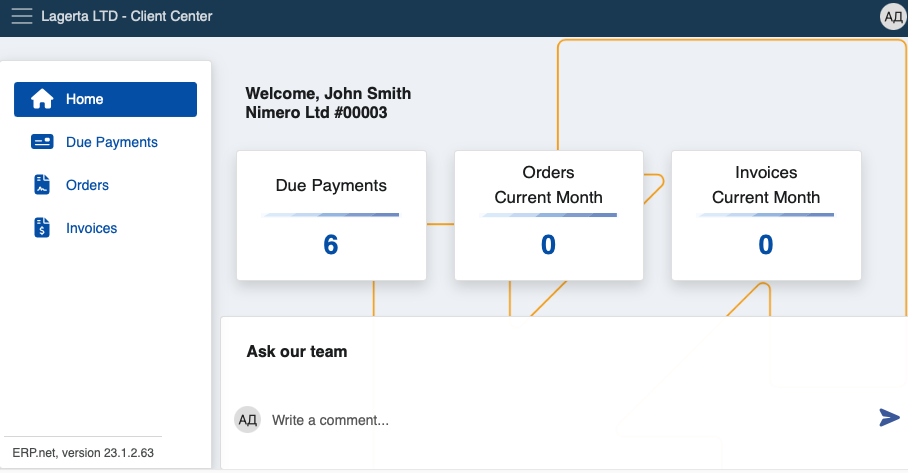 Lagerta LTD - Client Center
АД
Home
Due Payments
Orders
Invoices
Welcome, John Smith
Nimero Ltd #00003
Due Payments
6
Orders
Current Month
0
Invoices
Current Month
0
Ask our team
АД
Write a comment...
ERP.net, version 23.1.2.63